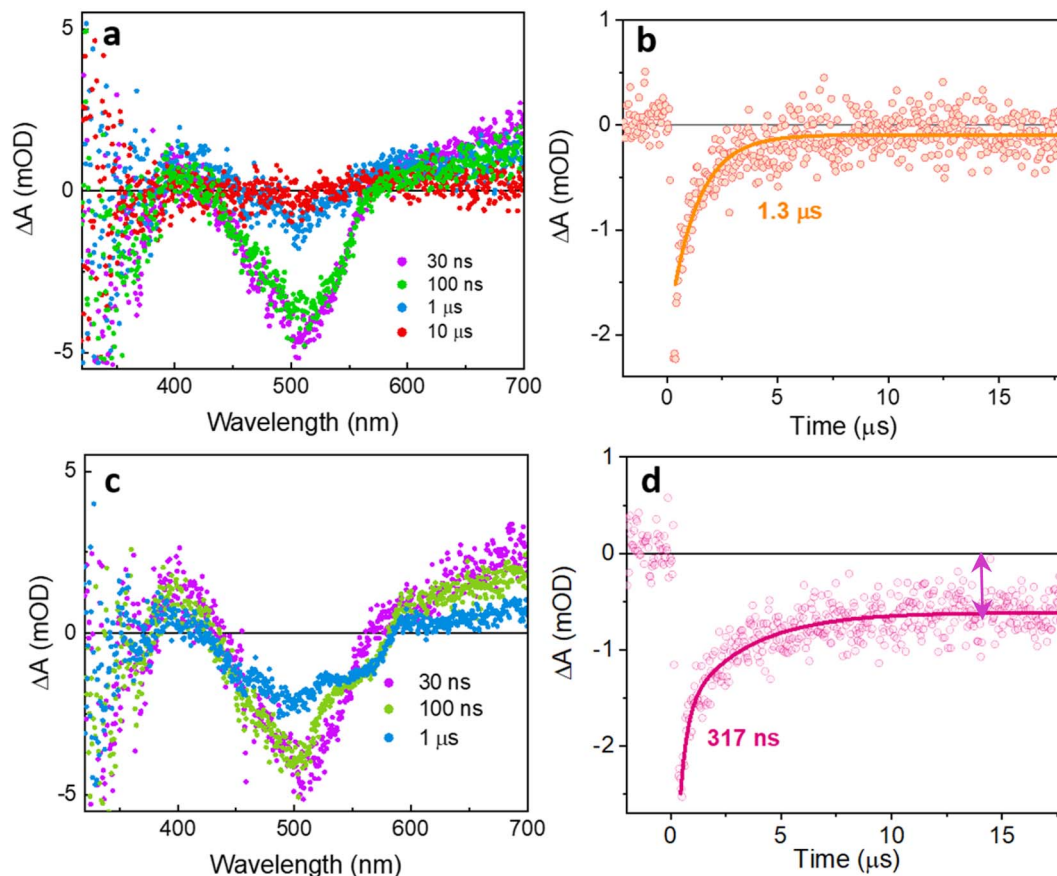 a
5
0
-5
ΔA (mOD)
30 ns
100 ns
1 μs
10 μs
400 500 600 700
Wavelength (nm)
b
1
0
-1
-2
ΔA (mOD)
1.3 μs
0 5 10 15
Time (μs)
c
5
0
-5
ΔA (mOD)
30 ns
100 ns
1 μs
400 500 600 700
Wavelength (nm)
d
1
0
-1
-2
ΔA (mOD)
317 ns
0 5 10 15
Time (μs)